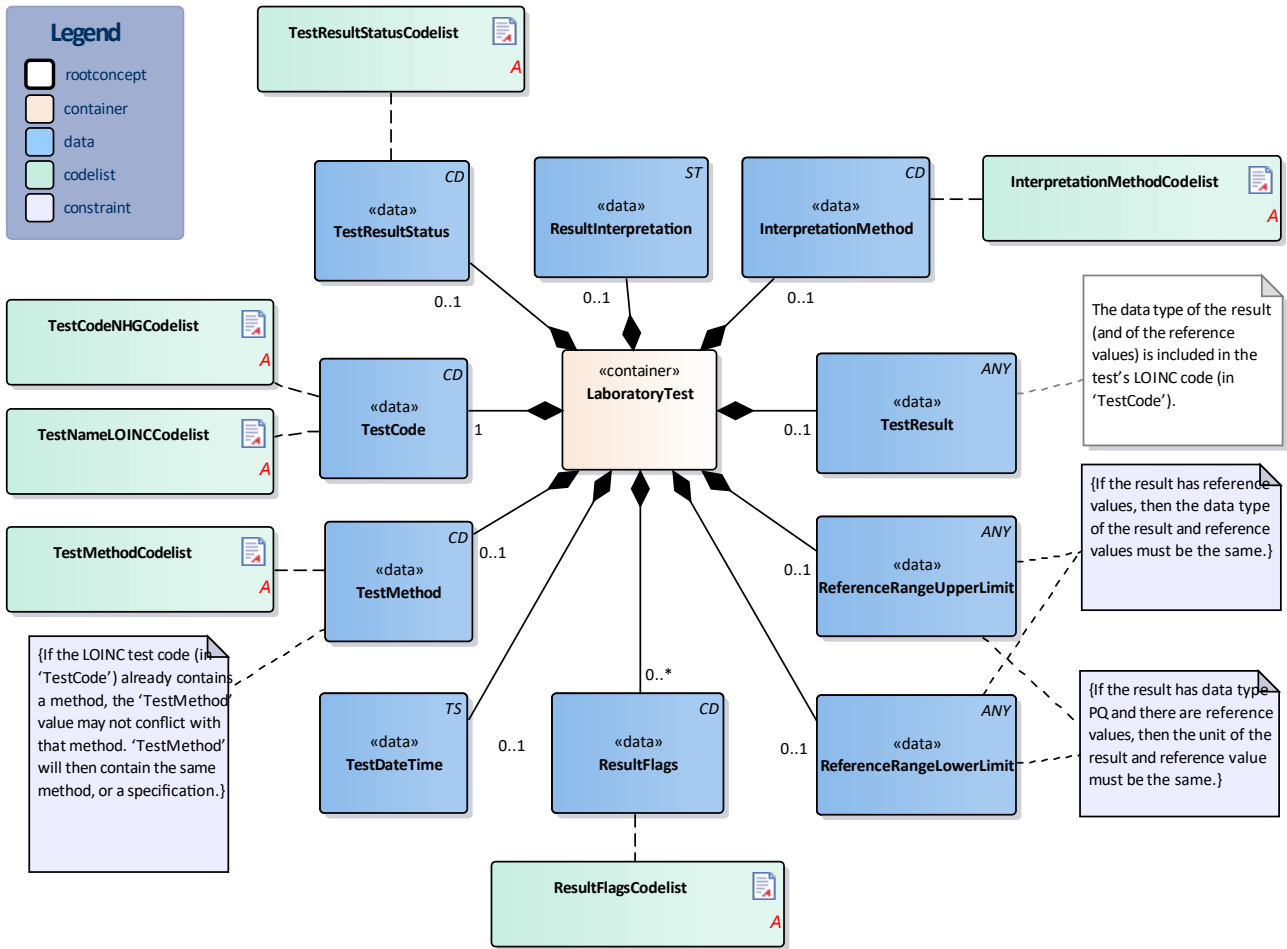 Legend
rootconcept
container
data
codelist
constraint
TestResultStatusCodelist
A
CD
«data»
TestResultStatus
0..1
ST
«data»
ResultInterpretation
0..1
CD
«data»
InterpretationMethod
0..1
InterpretationMethodCodelist
A
TestCodeNHGCodelist
A
TestNameLOINCCodelist
A
CD
«data»
TestCode
1
«container»
LaboratoryTest
ANY
«data»
TestResult
0..1
The data type of the result
(and of the reference
values) is included in the
test’s LOINC code (in
‘TestCode’).
TestMethodCodelist
A
CD
«data»
TestMethod
0..1
ANY
«data»
ReferenceRangeUpperLimit
0..1
{If the result has reference
values, then the data type
of the result and reference
values must be the same.}
{If the LOINC test code (in
‘TestCode’) already contains
a method, the ‘TestMethod’
value may not conflict with
that method. ‘TestMethod’
will then contain the same
method, or a specification.}
TS
«data»
TestDateTime
0..1
0..*
CD
«data»
ResultFlags
ANY
«data»
ReferenceRangeLowerLimit
0..1
{If the result has data type
PQ and there are reference
values, then the unit of the
result and reference value
must be the same.}
ResultFlagsCodelist
A